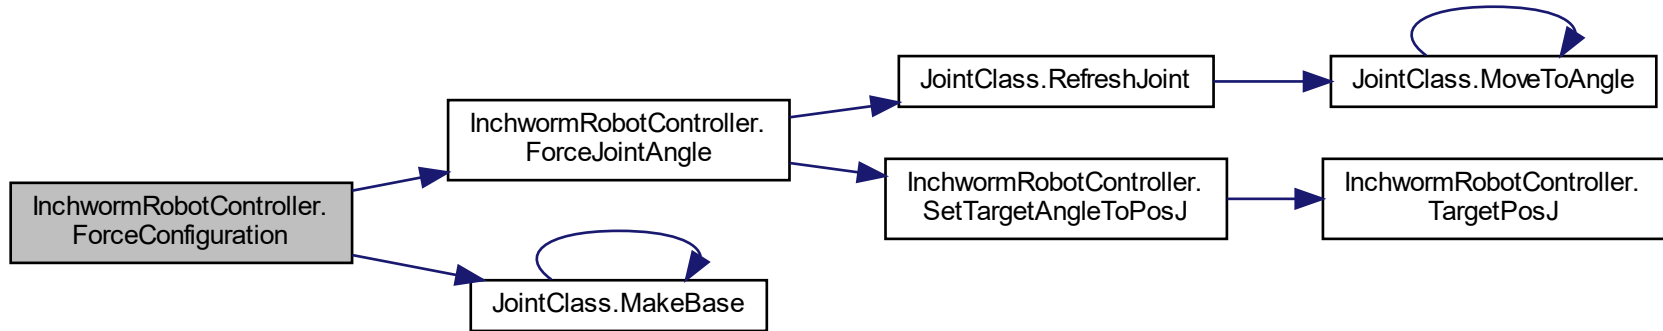 InchwormRobotController.
ForceConfiguration
InchwormRobotController.
ForceJointAngle
JointClass.MakeBase
JointClass.RefreshJoint
InchwormRobotController.
SetTargetAngleToPosJ
JointClass.MoveToAngle
InchwormRobotController.
TargetPosJ